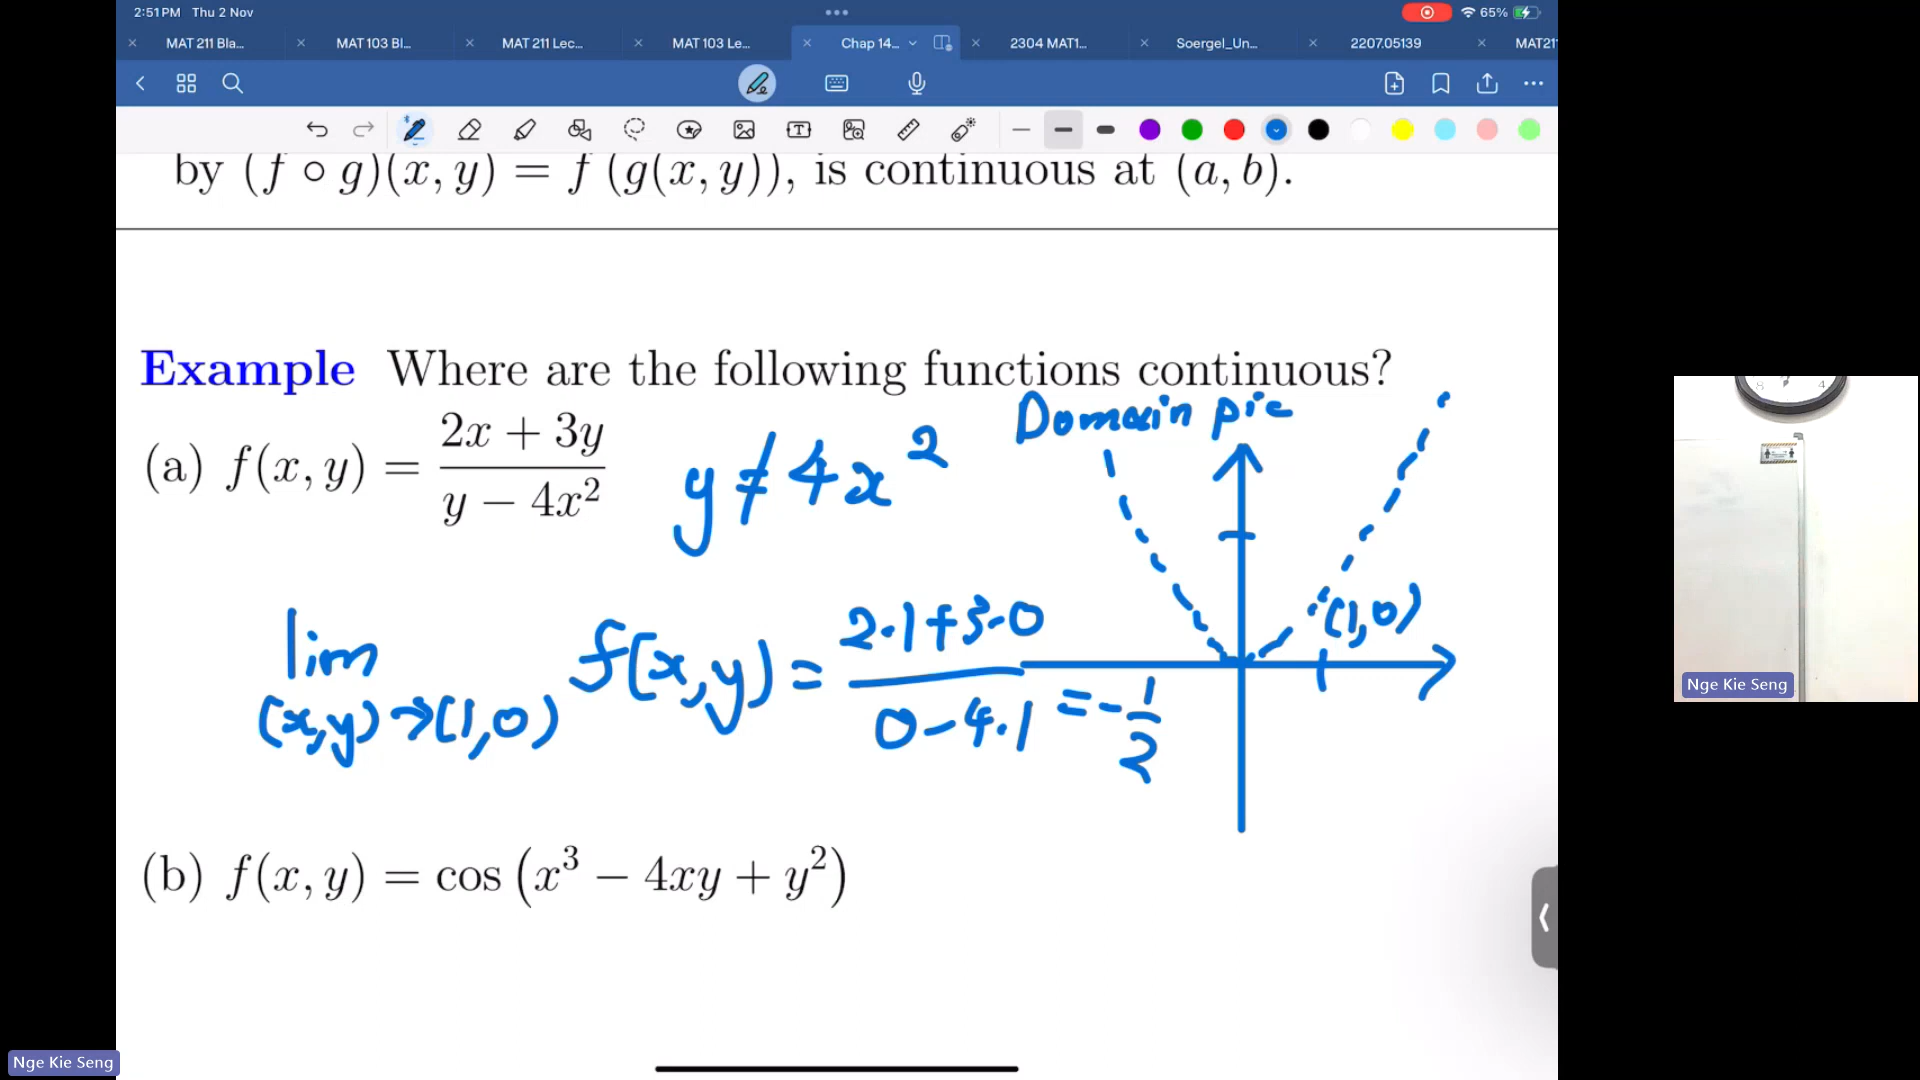 2:51 PM Thu 2 Nov
65%
MAT 211 Bla...
MAT 103 Bl...
MAT 211 Lec...
MAT 103 Le...
Chap 14...
2304 MAT1...
Soergel_Un...
2207.05139
MAT21
by (f ∘ g)(x, y) = f (g(x, y)), is continuous at (a, b).
Example Where are the following functions continuous?
Domain pic
(a) f(x, y) = (2x + 3y)/(y − 4x²)
y ≠ 4x²
(1,0)
lim (x,y)→(1,0) f(x,y) = (2·1+3·0)/(0−4·1) = −1/2
(b) f(x, y) = cos (x³ − 4xy + y²)
8 4
Nge Kie Seng
Nge Kie Seng